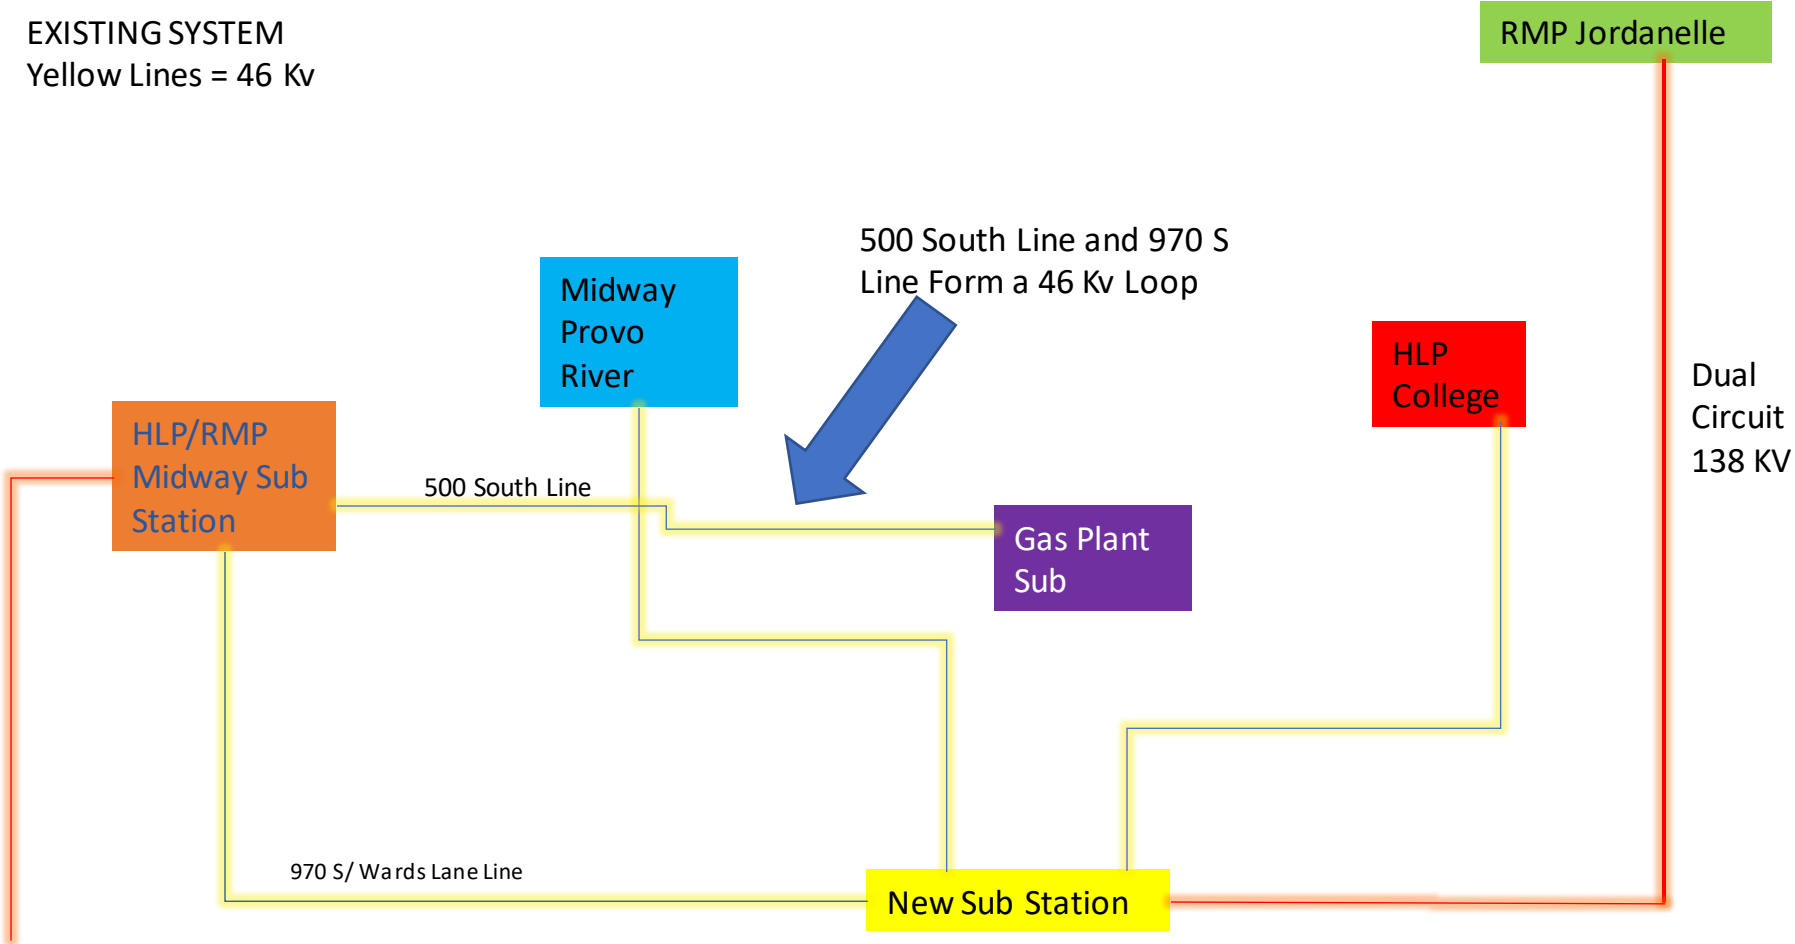 EXISTING SYSTEM
Yellow Lines = 46 Kv
RMP Jordanelle
500 South Line and 970 S
Line Form a 46 Kv Loop
Midway
Provo
River
HLP
College
Dual
Circuit
138 KV
HLP/RMP
Midway Sub
Station
500 South Line
Gas Plant
Sub
970 S/ Wards Lane Line
New Sub Station